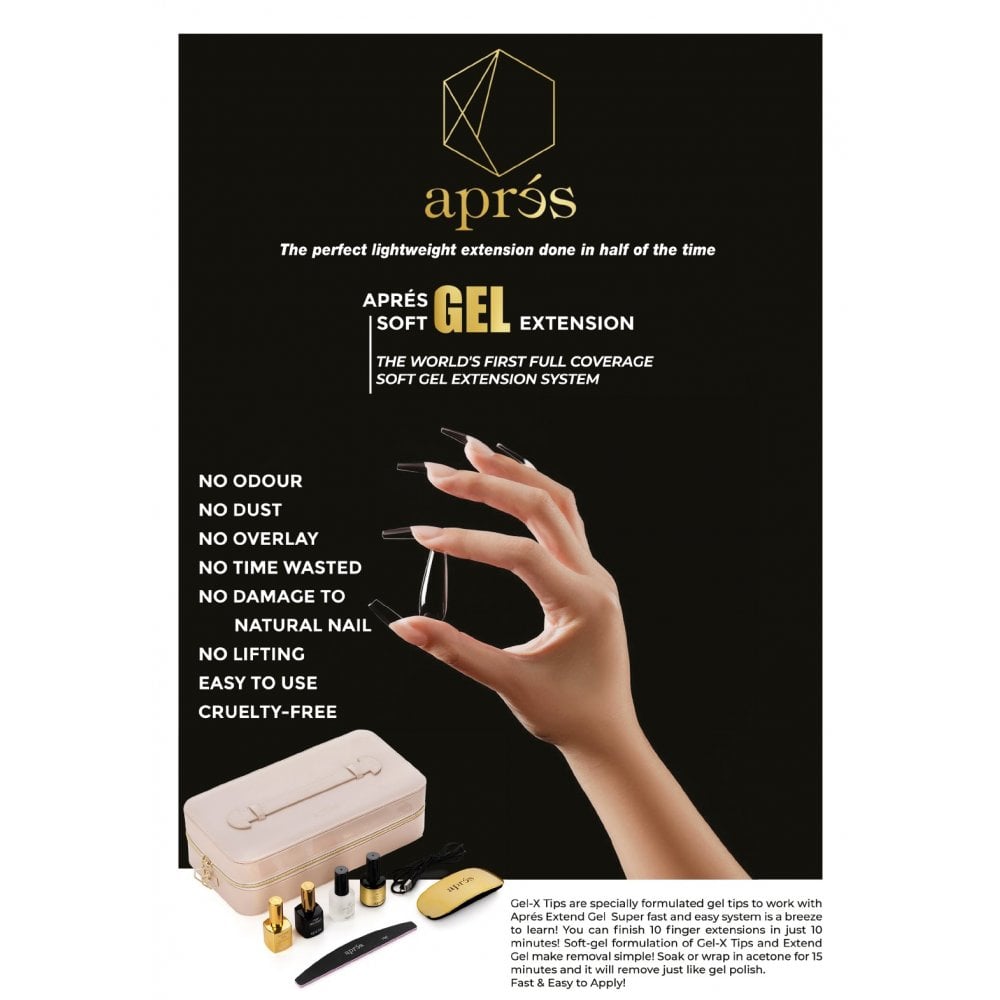 aprés
The perfect lightweight extension done in half of the time
APRÉS
SOFT GEL EXTENSION
THE WORLD'S FIRST FULL COVERAGE
SOFT GEL EXTENSION SYSTEM
NO ODOUR
NO DUST
NO OVERLAY
NO TIME WASTED
NO DAMAGE TO
NATURAL NAIL
NO LIFTING
EASY TO USE
CRUELTY-FREE
aprés
aprés
Gel-X Tips are specially formulated gel tips to work with
Aprés Extend Gel Super fast and easy system is a breeze
to learn! You can finish 10 finger extensions in just 10
minutes! Soft-gel formulation of Gel-X Tips and Extend
Gel make removal simple! Soak or wrap in acetone for 15
minutes and it will remove just like gel polish.
Fast & Easy to Apply!